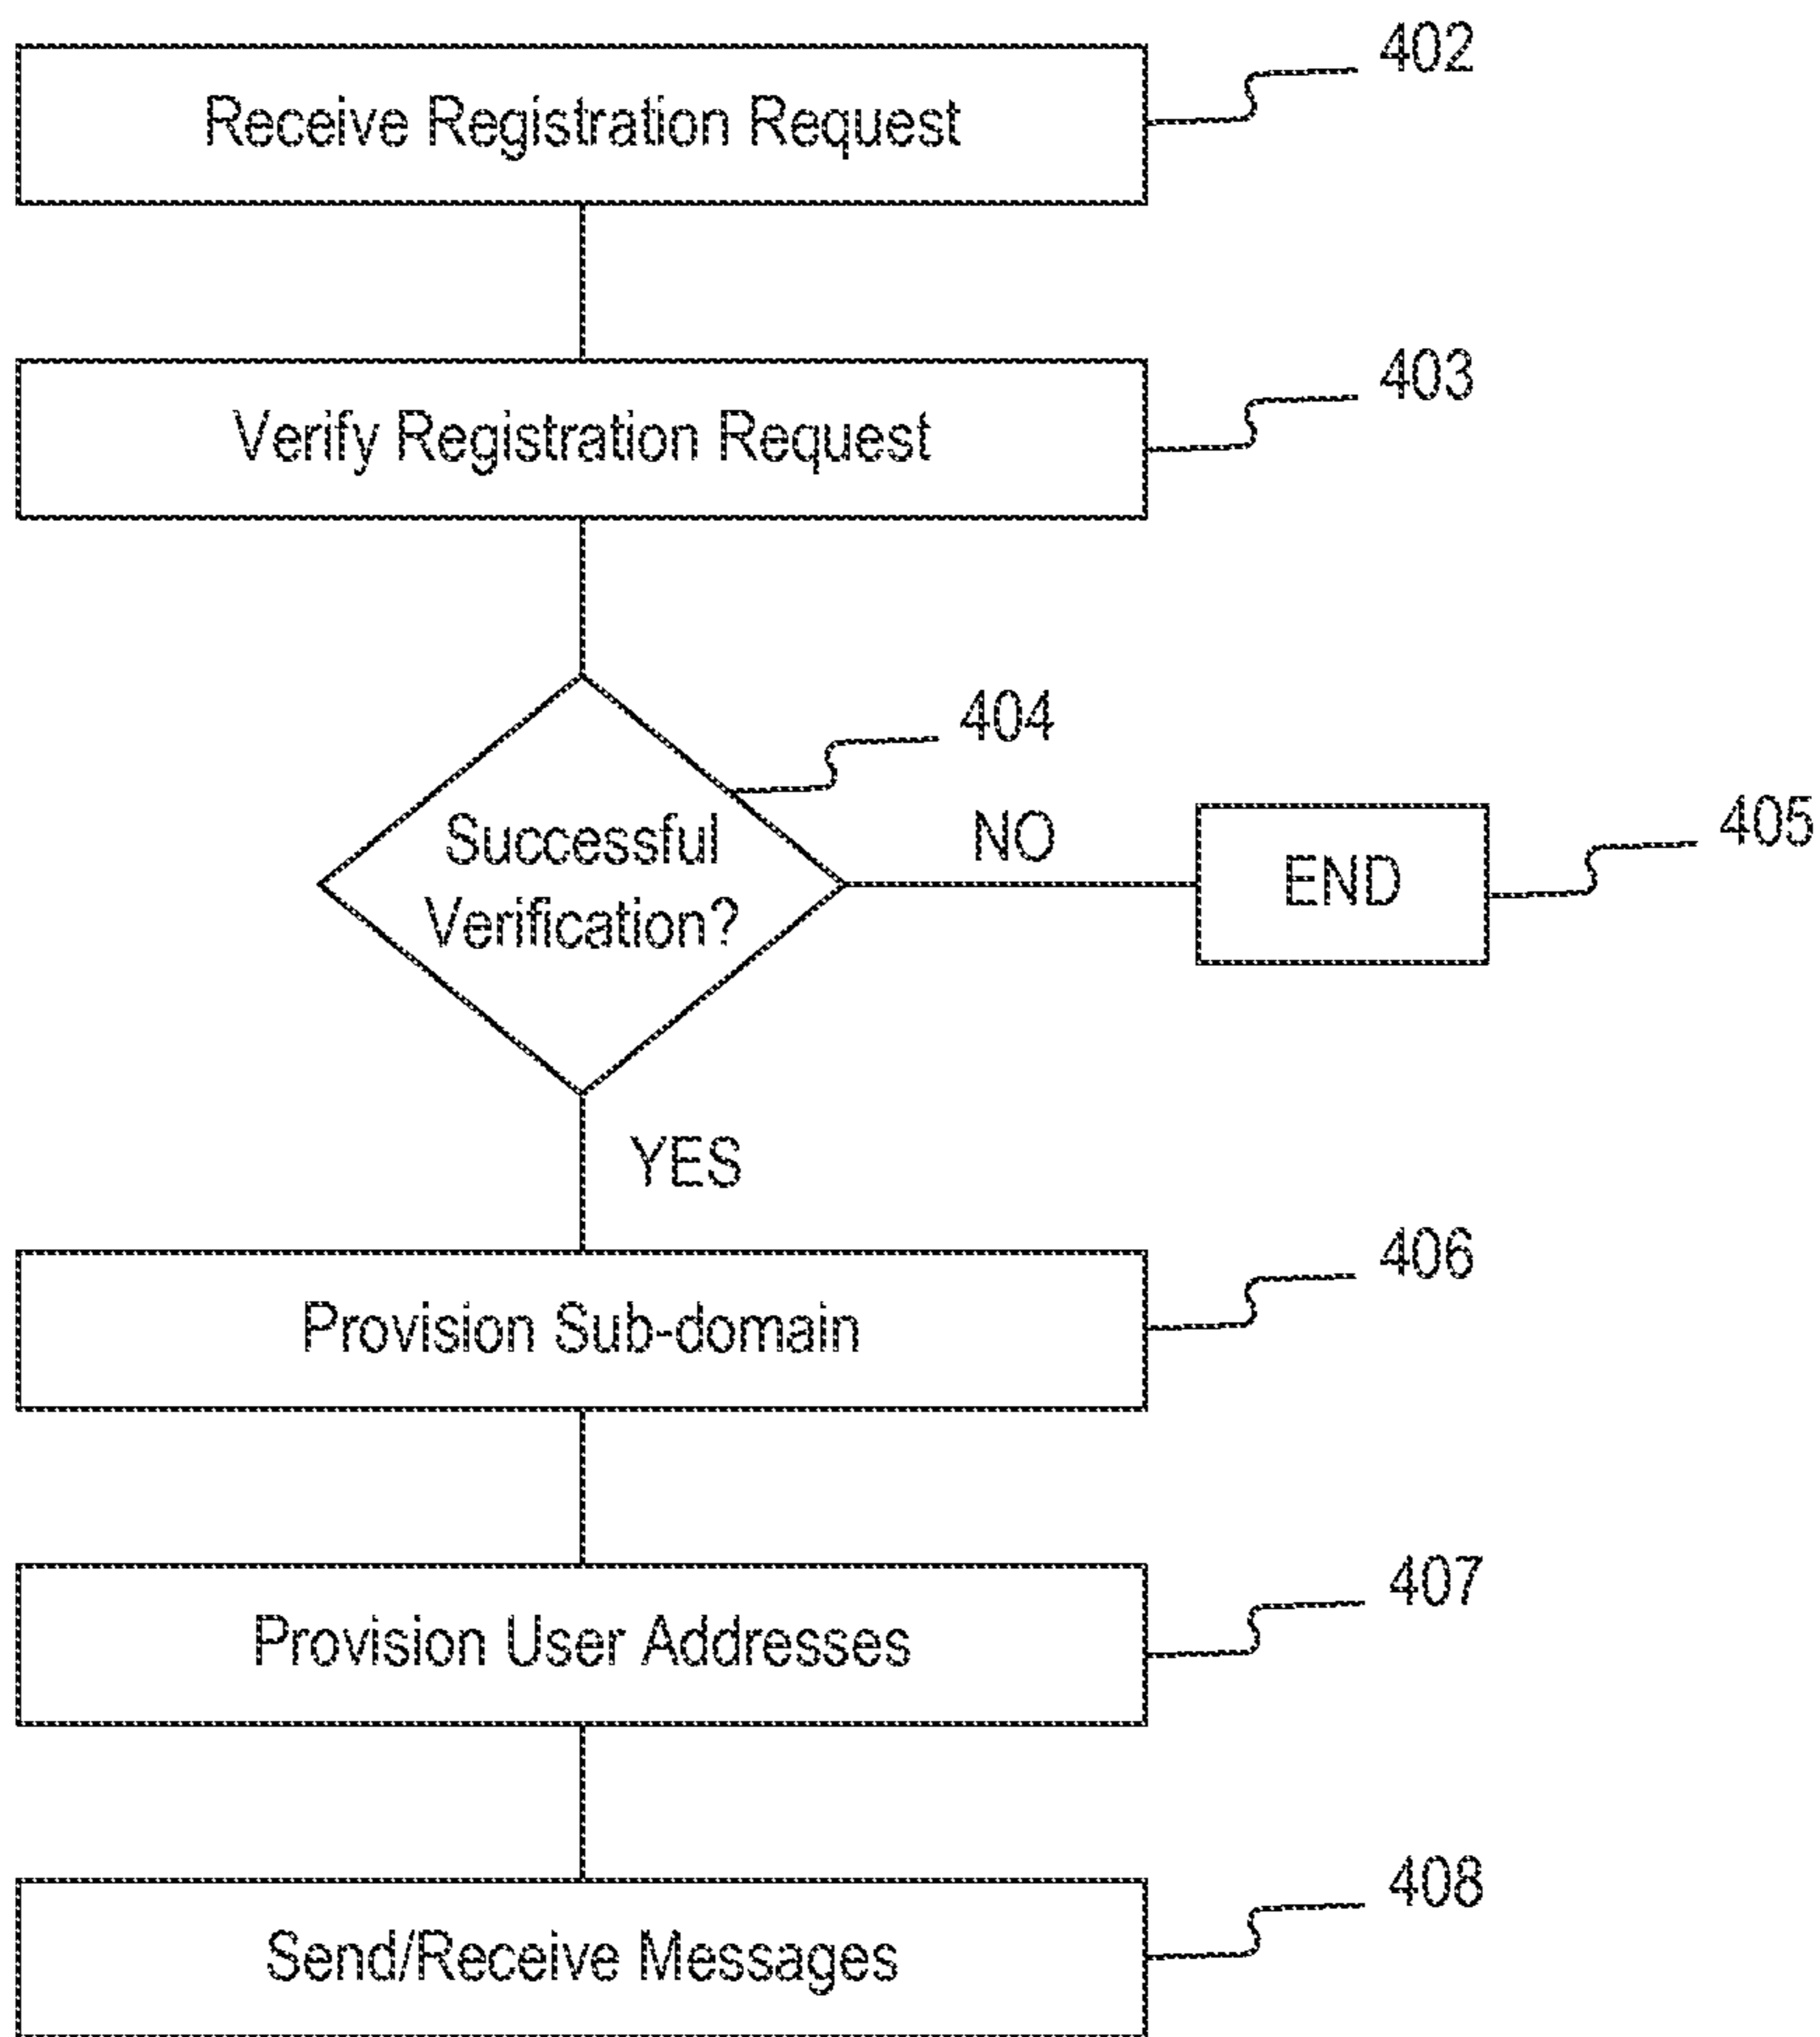 402
Receive Registration Request
403
Verify Registration Request
404
Successful
Verification?
NO
END
405
YES
406
Provision Sub-domain
407
Provision User Addresses
408
Send/Receive Messages